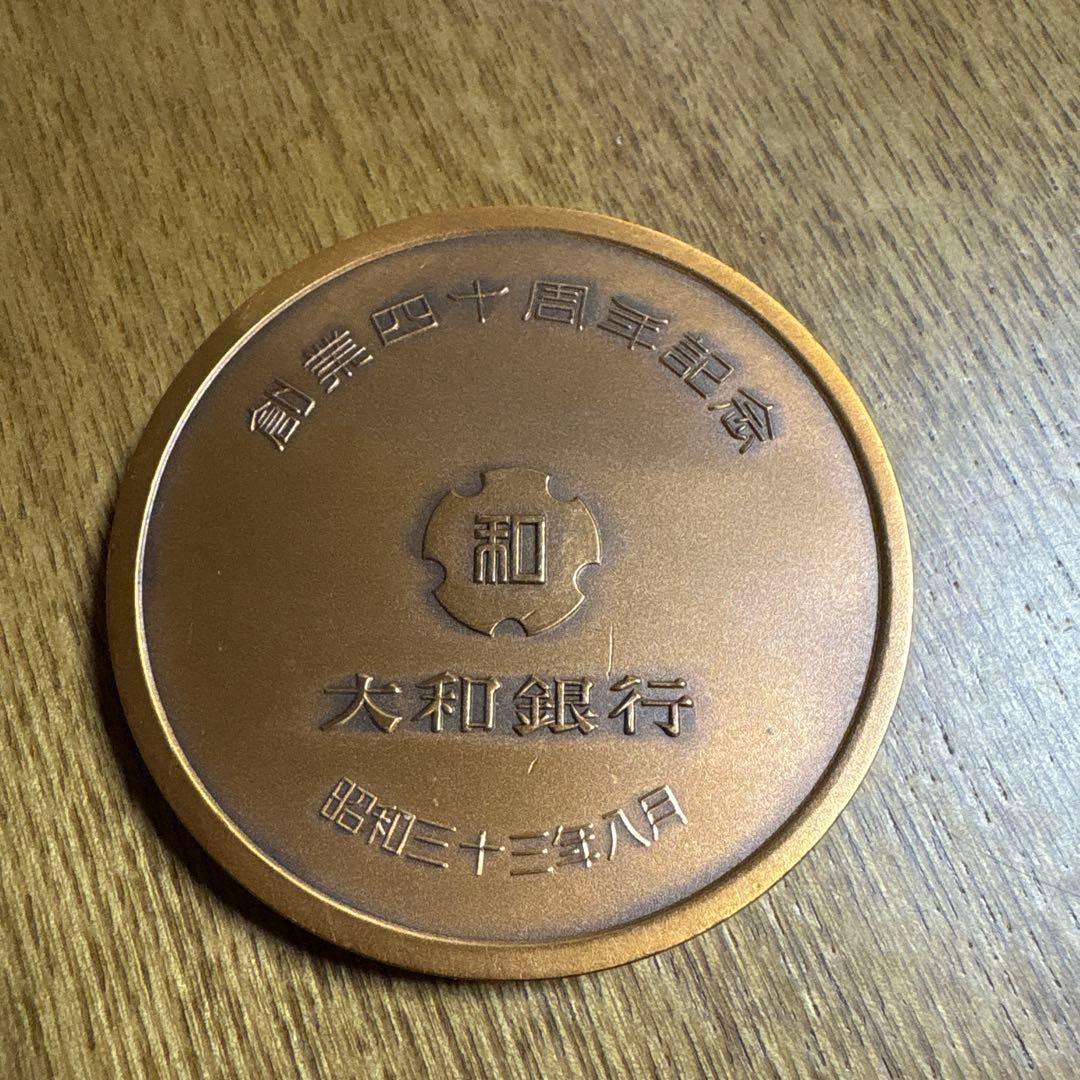 創業四十周年記念
和
大和銀行
昭和三十三年八月